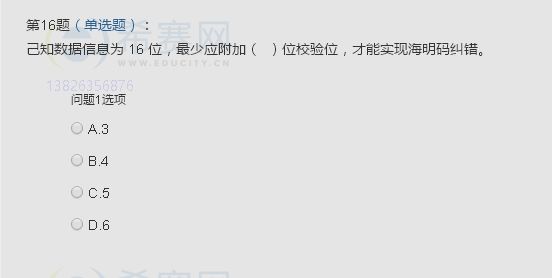 第16题（单选题）：
己知数据信息为 16 位，最少应附加（　）位校验位，才能实现海明码纠错。
希赛网
WWW.EDUCITY.CN
13826356876
问题1选项
A.3
B.4
C.5
D.6
希赛网